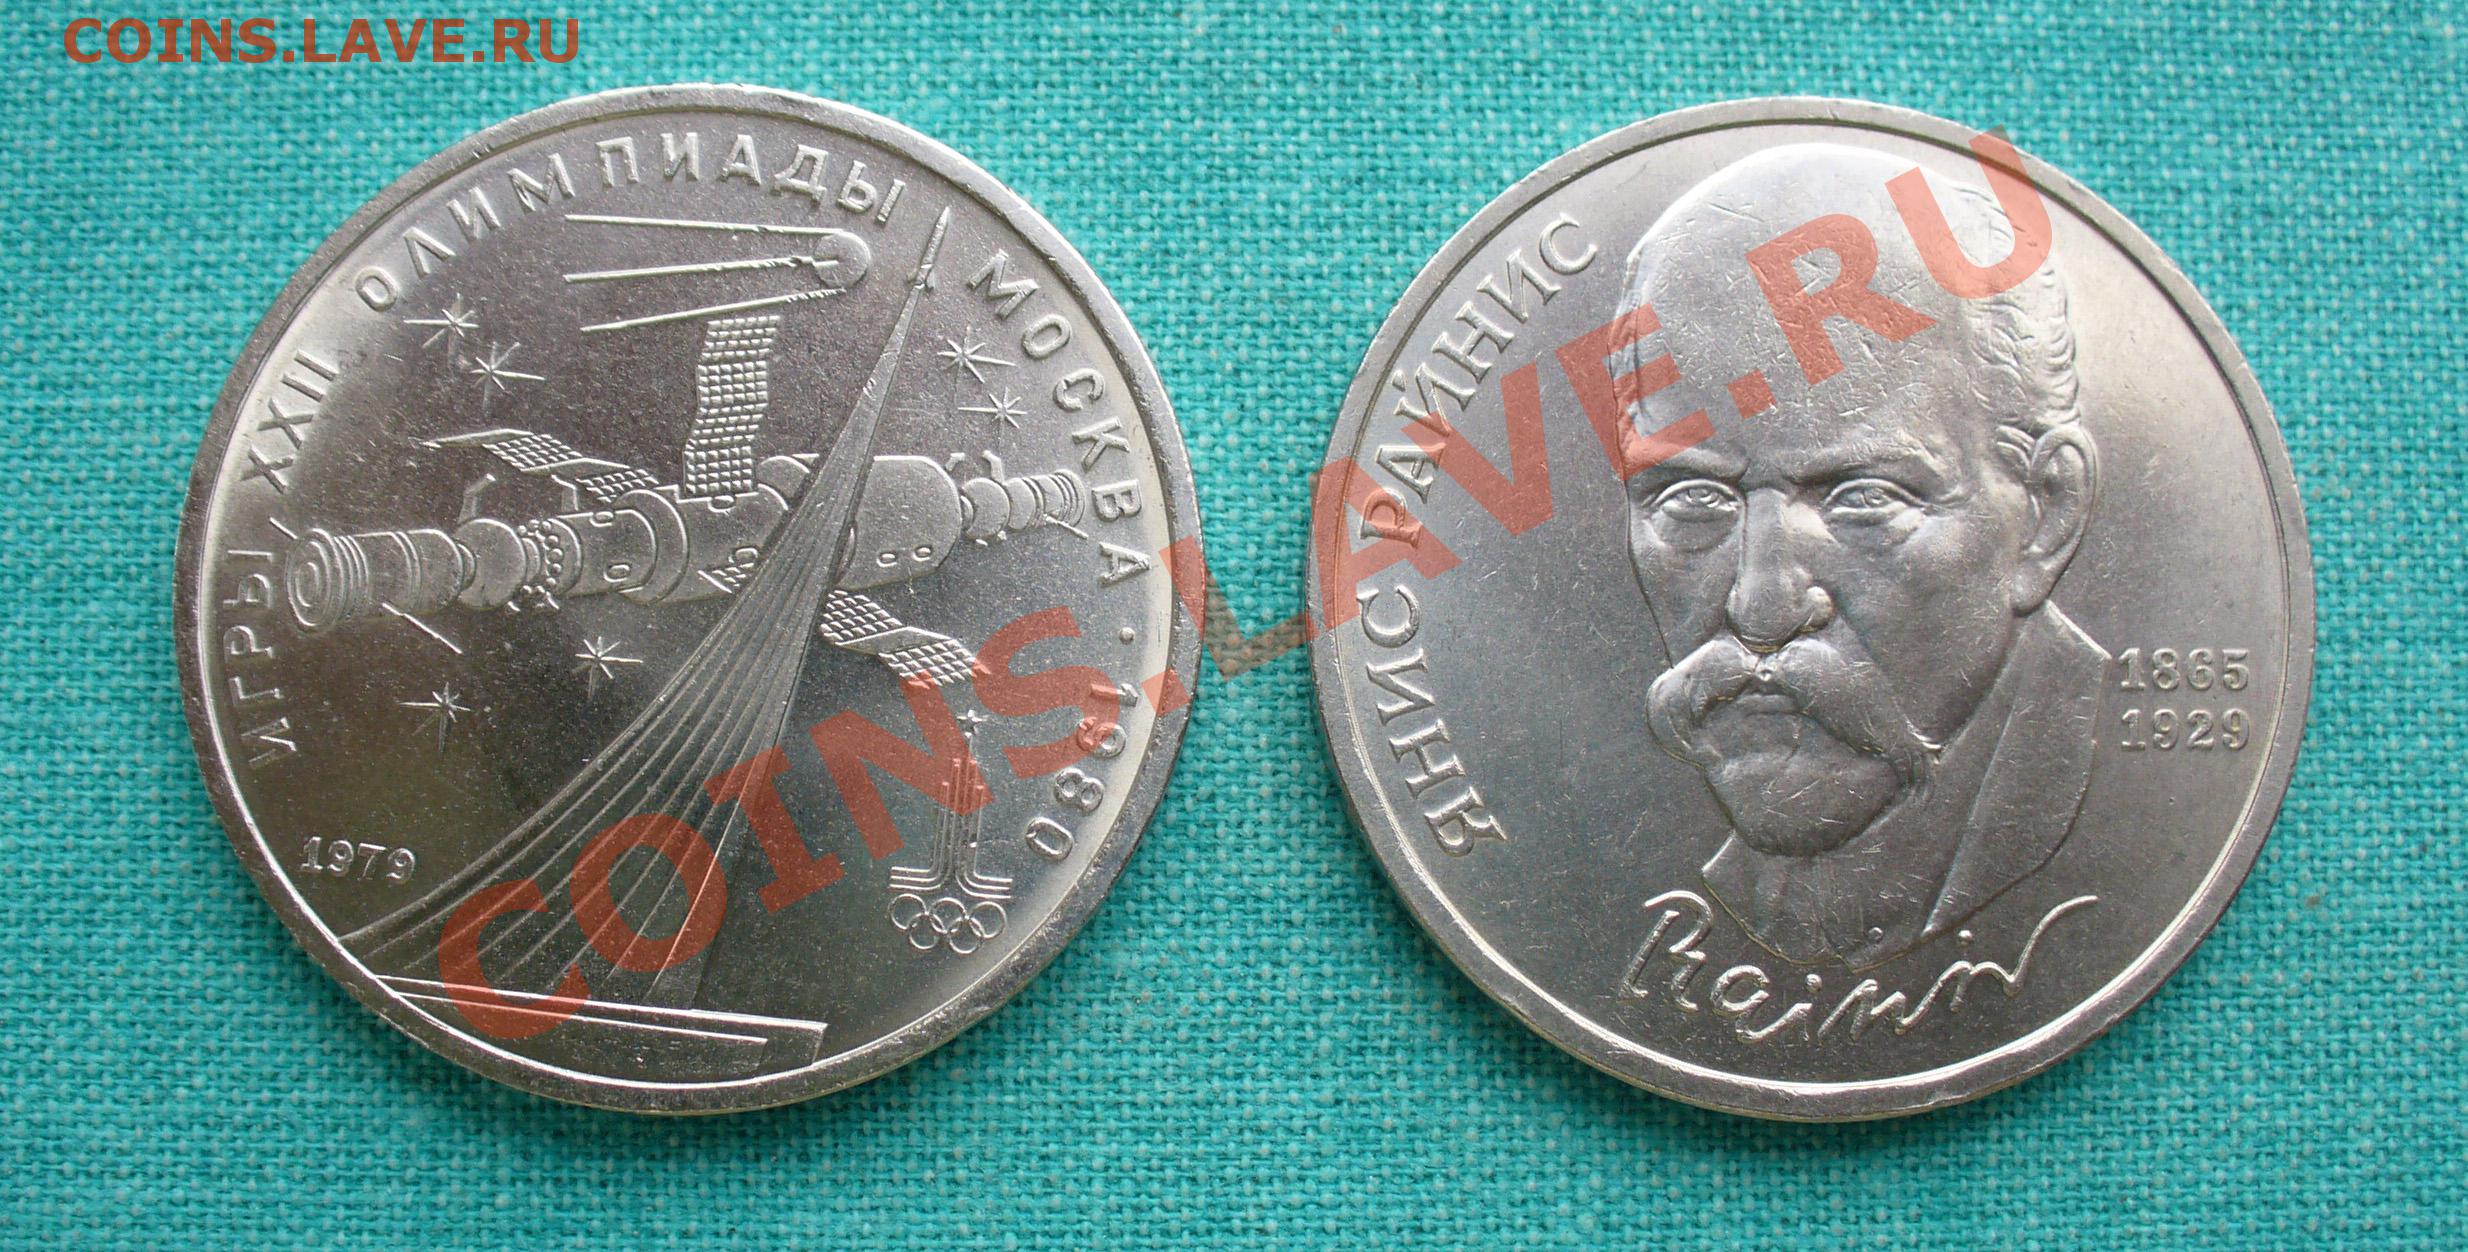 COINS.LAVE.RU
ИГРЫ XXII ОЛИМПИАДЫ МОСКВА · 1980
1979
ЯНИС РАЙНИС
1865
1929
Rainis
COINS.LAVE.RU